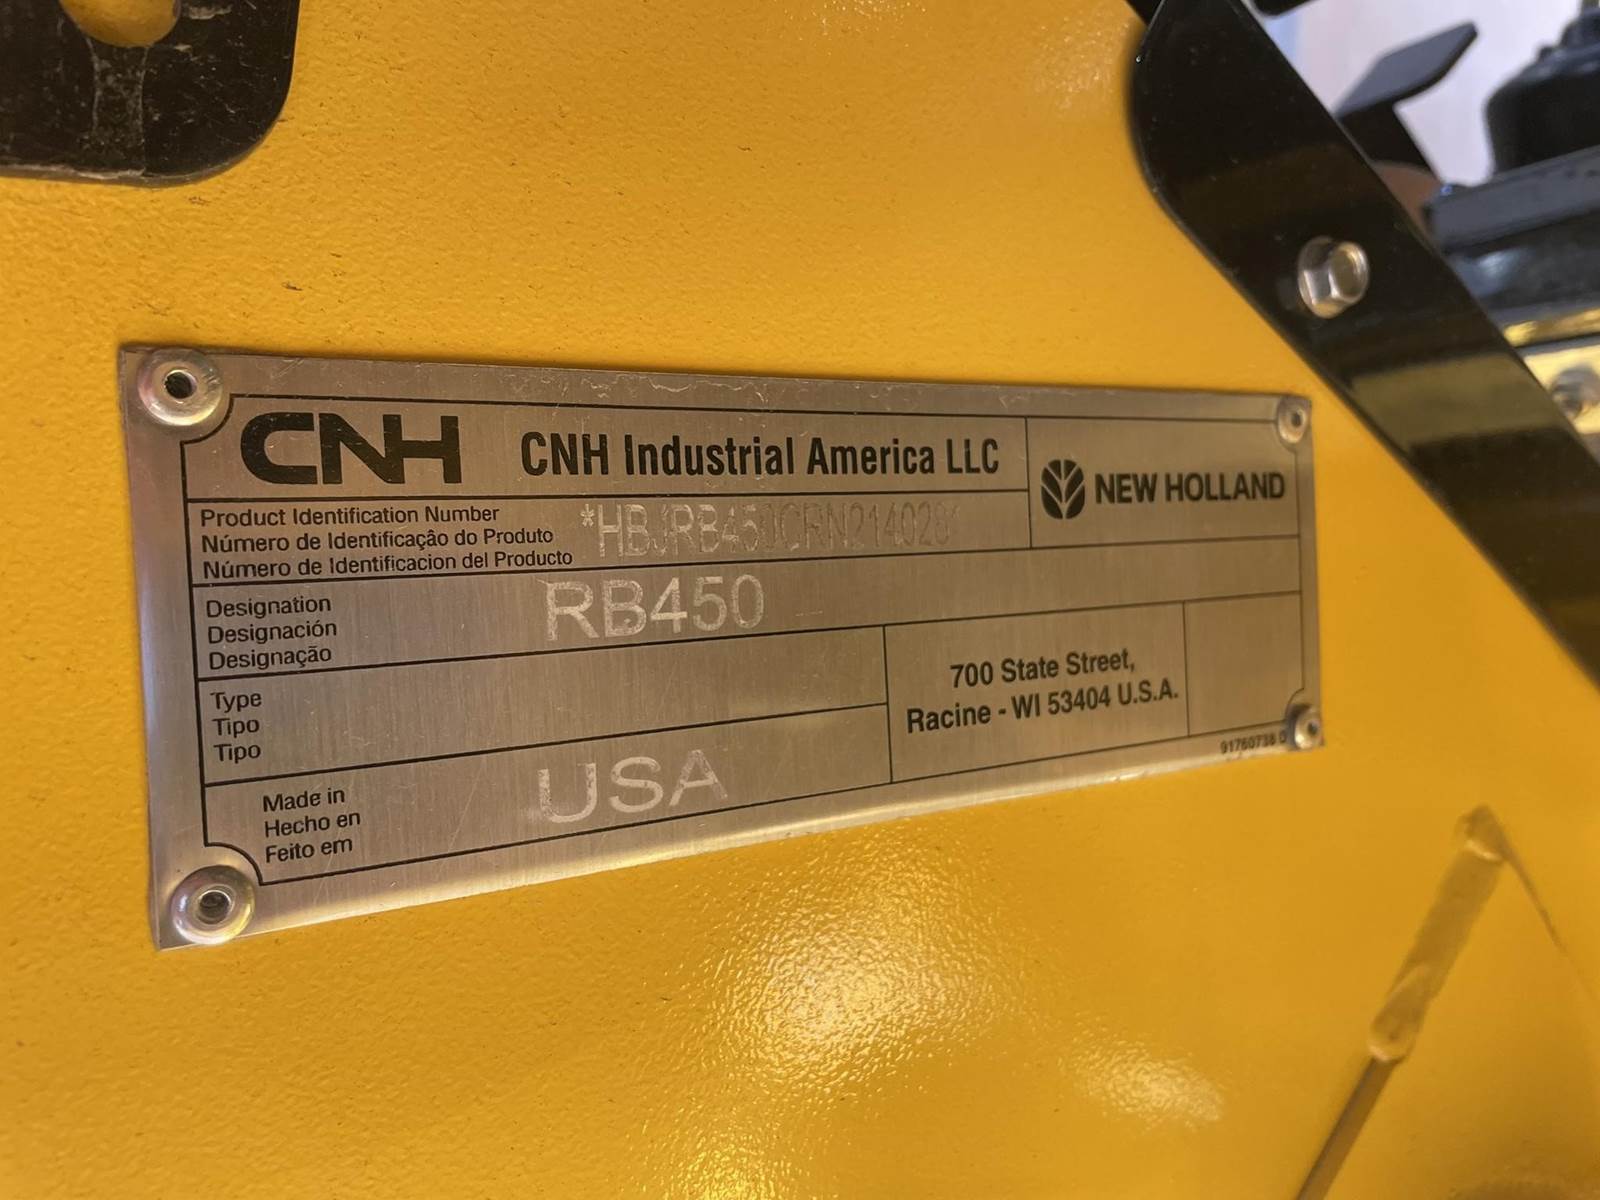 CNH CNH Industrial America LLC
NEW HOLLAND
Product Identification Number
Número de Identificação do Produto
Número de Identificacion del Producto
Designation
Designación
Designação
RB450
Type
Tipo
Tipo
700 State Street,
Racine - WI 53404 U.S.A.
Made in
Hecho en
Feito em
USA
91760738 0